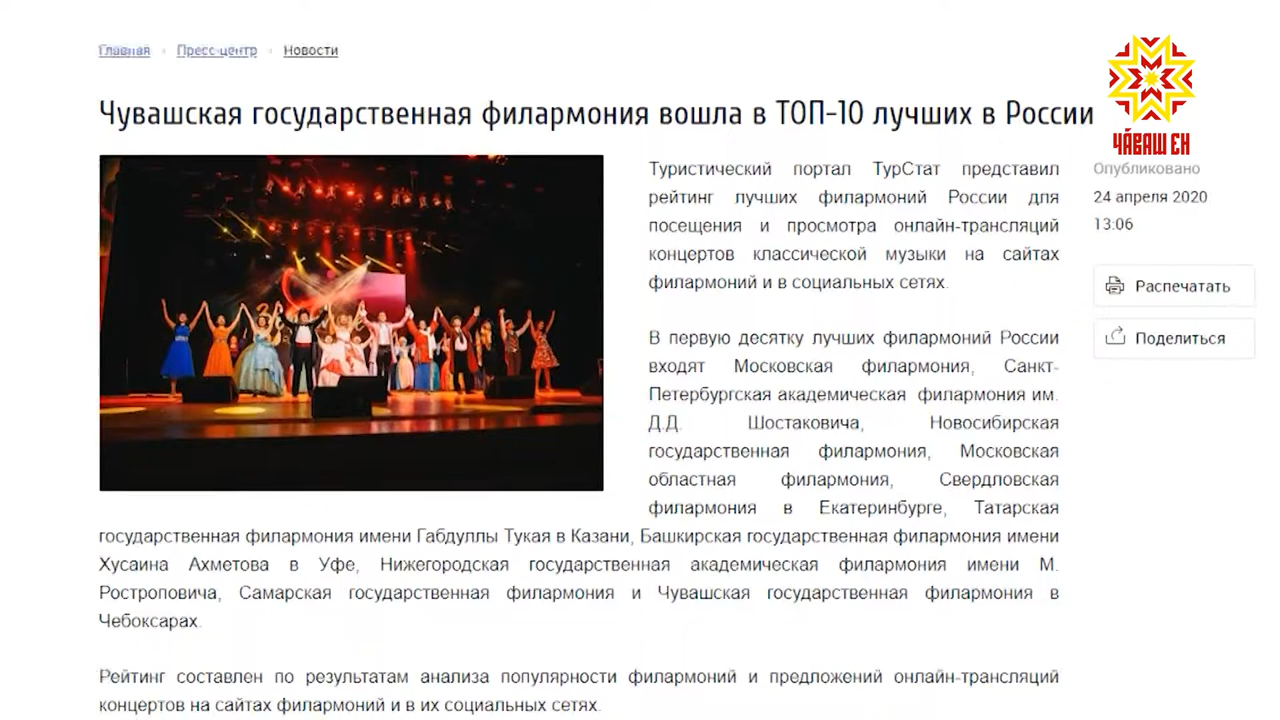 Главная
Пресс-центр
Новости
Чувашская государственная филармония вошла в ТОП-10 лучших в России
ЧӐВАШ ЕН
Туристический портал ТурСтат представил
рейтинг лучших филармоний России для
посещения и просмотра онлайн-трансляций
концертов классической музыки на сайтах
филармоний и в социальных сетях.
В первую десятку лучших филармоний России
входят Московская филармония, Санкт-
Петербургская академическая филармония им.
Д.Д. Шостаковича, Новосибирская
государственная филармония, Московская
областная филармония, Свердловская
филармония в Екатеринбурге, Татарская
государственная филармония имени Габдуллы Тукая в Казани, Башкирская государственная филармония имени
Хусаина Ахметова в Уфе, Нижегородская государственная академическая филармония имени М.
Ростроповича, Самарская государственная филармония и Чувашская государственная филармония в
Чебоксарах.
Рейтинг составлен по результатам анализа популярности филармоний и предложений онлайн-трансляций
концертов на сайтах филармоний и в их социальных сетях.
Опубликовано
24 апреля 2020
13:06
Распечатать
Поделиться